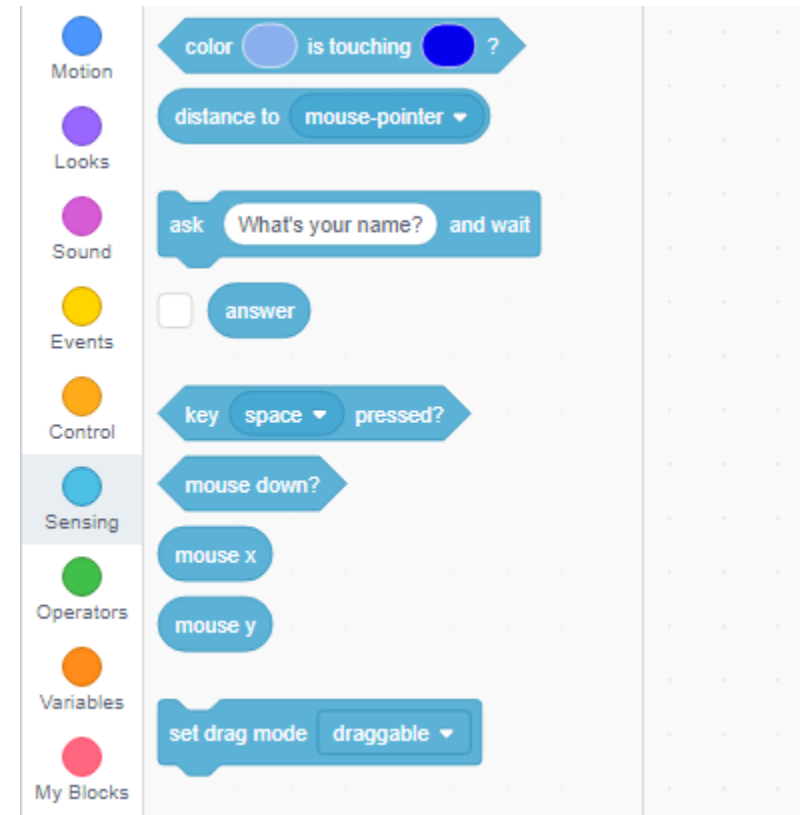 Motion
Looks
Sound
Events
Control
Sensing
Operators
Variables
My Blocks
color is touching ?
distance to mouse-pointer
ask What's your name? and wait
answer
key space pressed?
mouse down?
mouse x
mouse y
set drag mode draggable